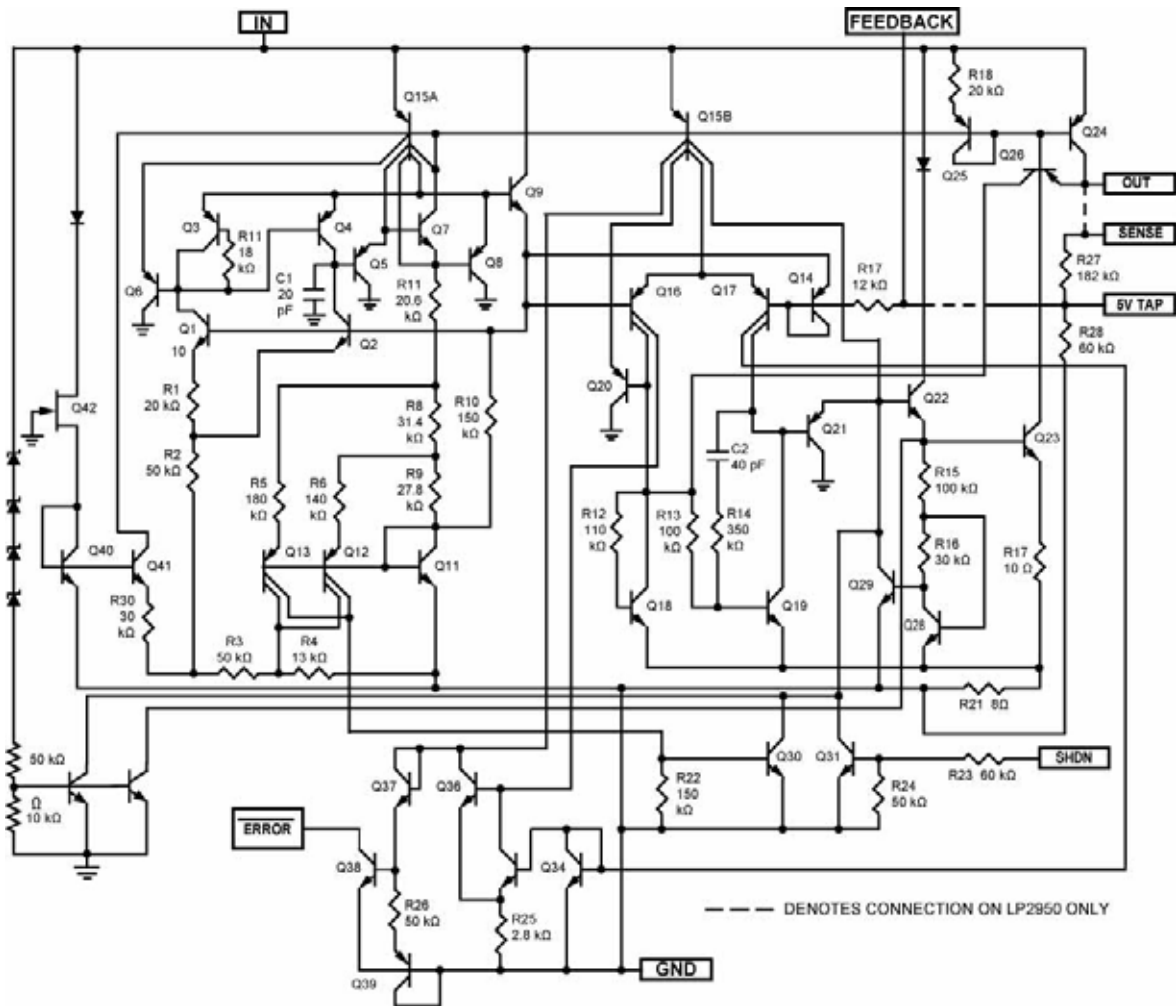 IN
FEEDBACK
R18
20 kΩ
Q15A
Q15B
Q24
Q26
Q25
OUT
SENSE
Q9
Q3
R11
18
kΩ
Q4
Q7
Q5
Q8
C1
20
pF
Q6
R11
20.6
kΩ
Q16
Q17
Q14
R17
12 kΩ
R27
182 kΩ
5V TAP
R28
60 kΩ
Q1
10
Q2
R1
20 kΩ
R8
31.4
kΩ
R10
150
kΩ
Q20
Q22
Q23
Q42
R2
50 kΩ
R5
180
kΩ
R6
140
kΩ
R9
27.8
kΩ
C2
40 pF
Q21
R15
100 kΩ
R12
110
kΩ
R13
100
kΩ
R14
350
kΩ
R16
30 kΩ
R17
10 Ω
Q40
Q41
Q13
Q12
Q11
Q18
Q19
Q29
Q28
R30
30
kΩ
R3
50 kΩ
R4
13 kΩ
R21 8Ω
50 kΩ
Ω
10 kΩ
Q37
Q36
R22
150
kΩ
Q30
Q31
R24
50 kΩ
R23 60 kΩ
SHDN
ERROR
Q38
Q34
R26
50 kΩ
R25
2.8 kΩ
DENOTES CONNECTION ON LP2950 ONLY
Q39
GND